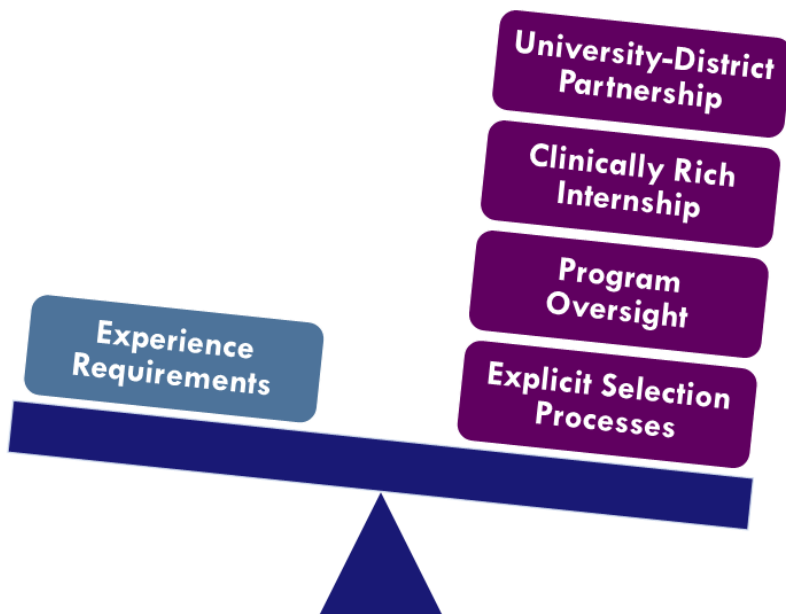 University-District
Partnership
Clinically Rich
Internship
Program
Oversight
Experience
Requirements
Explicit Selection
Processes